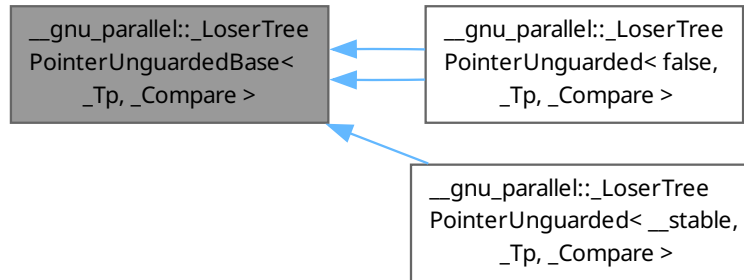 __gnu_parallel::_LoserTree
PointerUnguardedBase<
_Tp, _Compare >
__gnu_parallel::_LoserTree
PointerUnguarded< false,
_Tp, _Compare >
__gnu_parallel::_LoserTree
PointerUnguarded< __stable,
_Tp, _Compare >